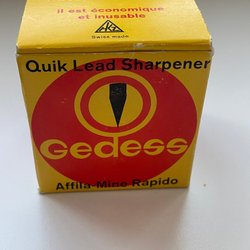 il est économique
et inusable
Swiss made
Quik Lead Sharpener
Gedess
Affila-Mine Rapido